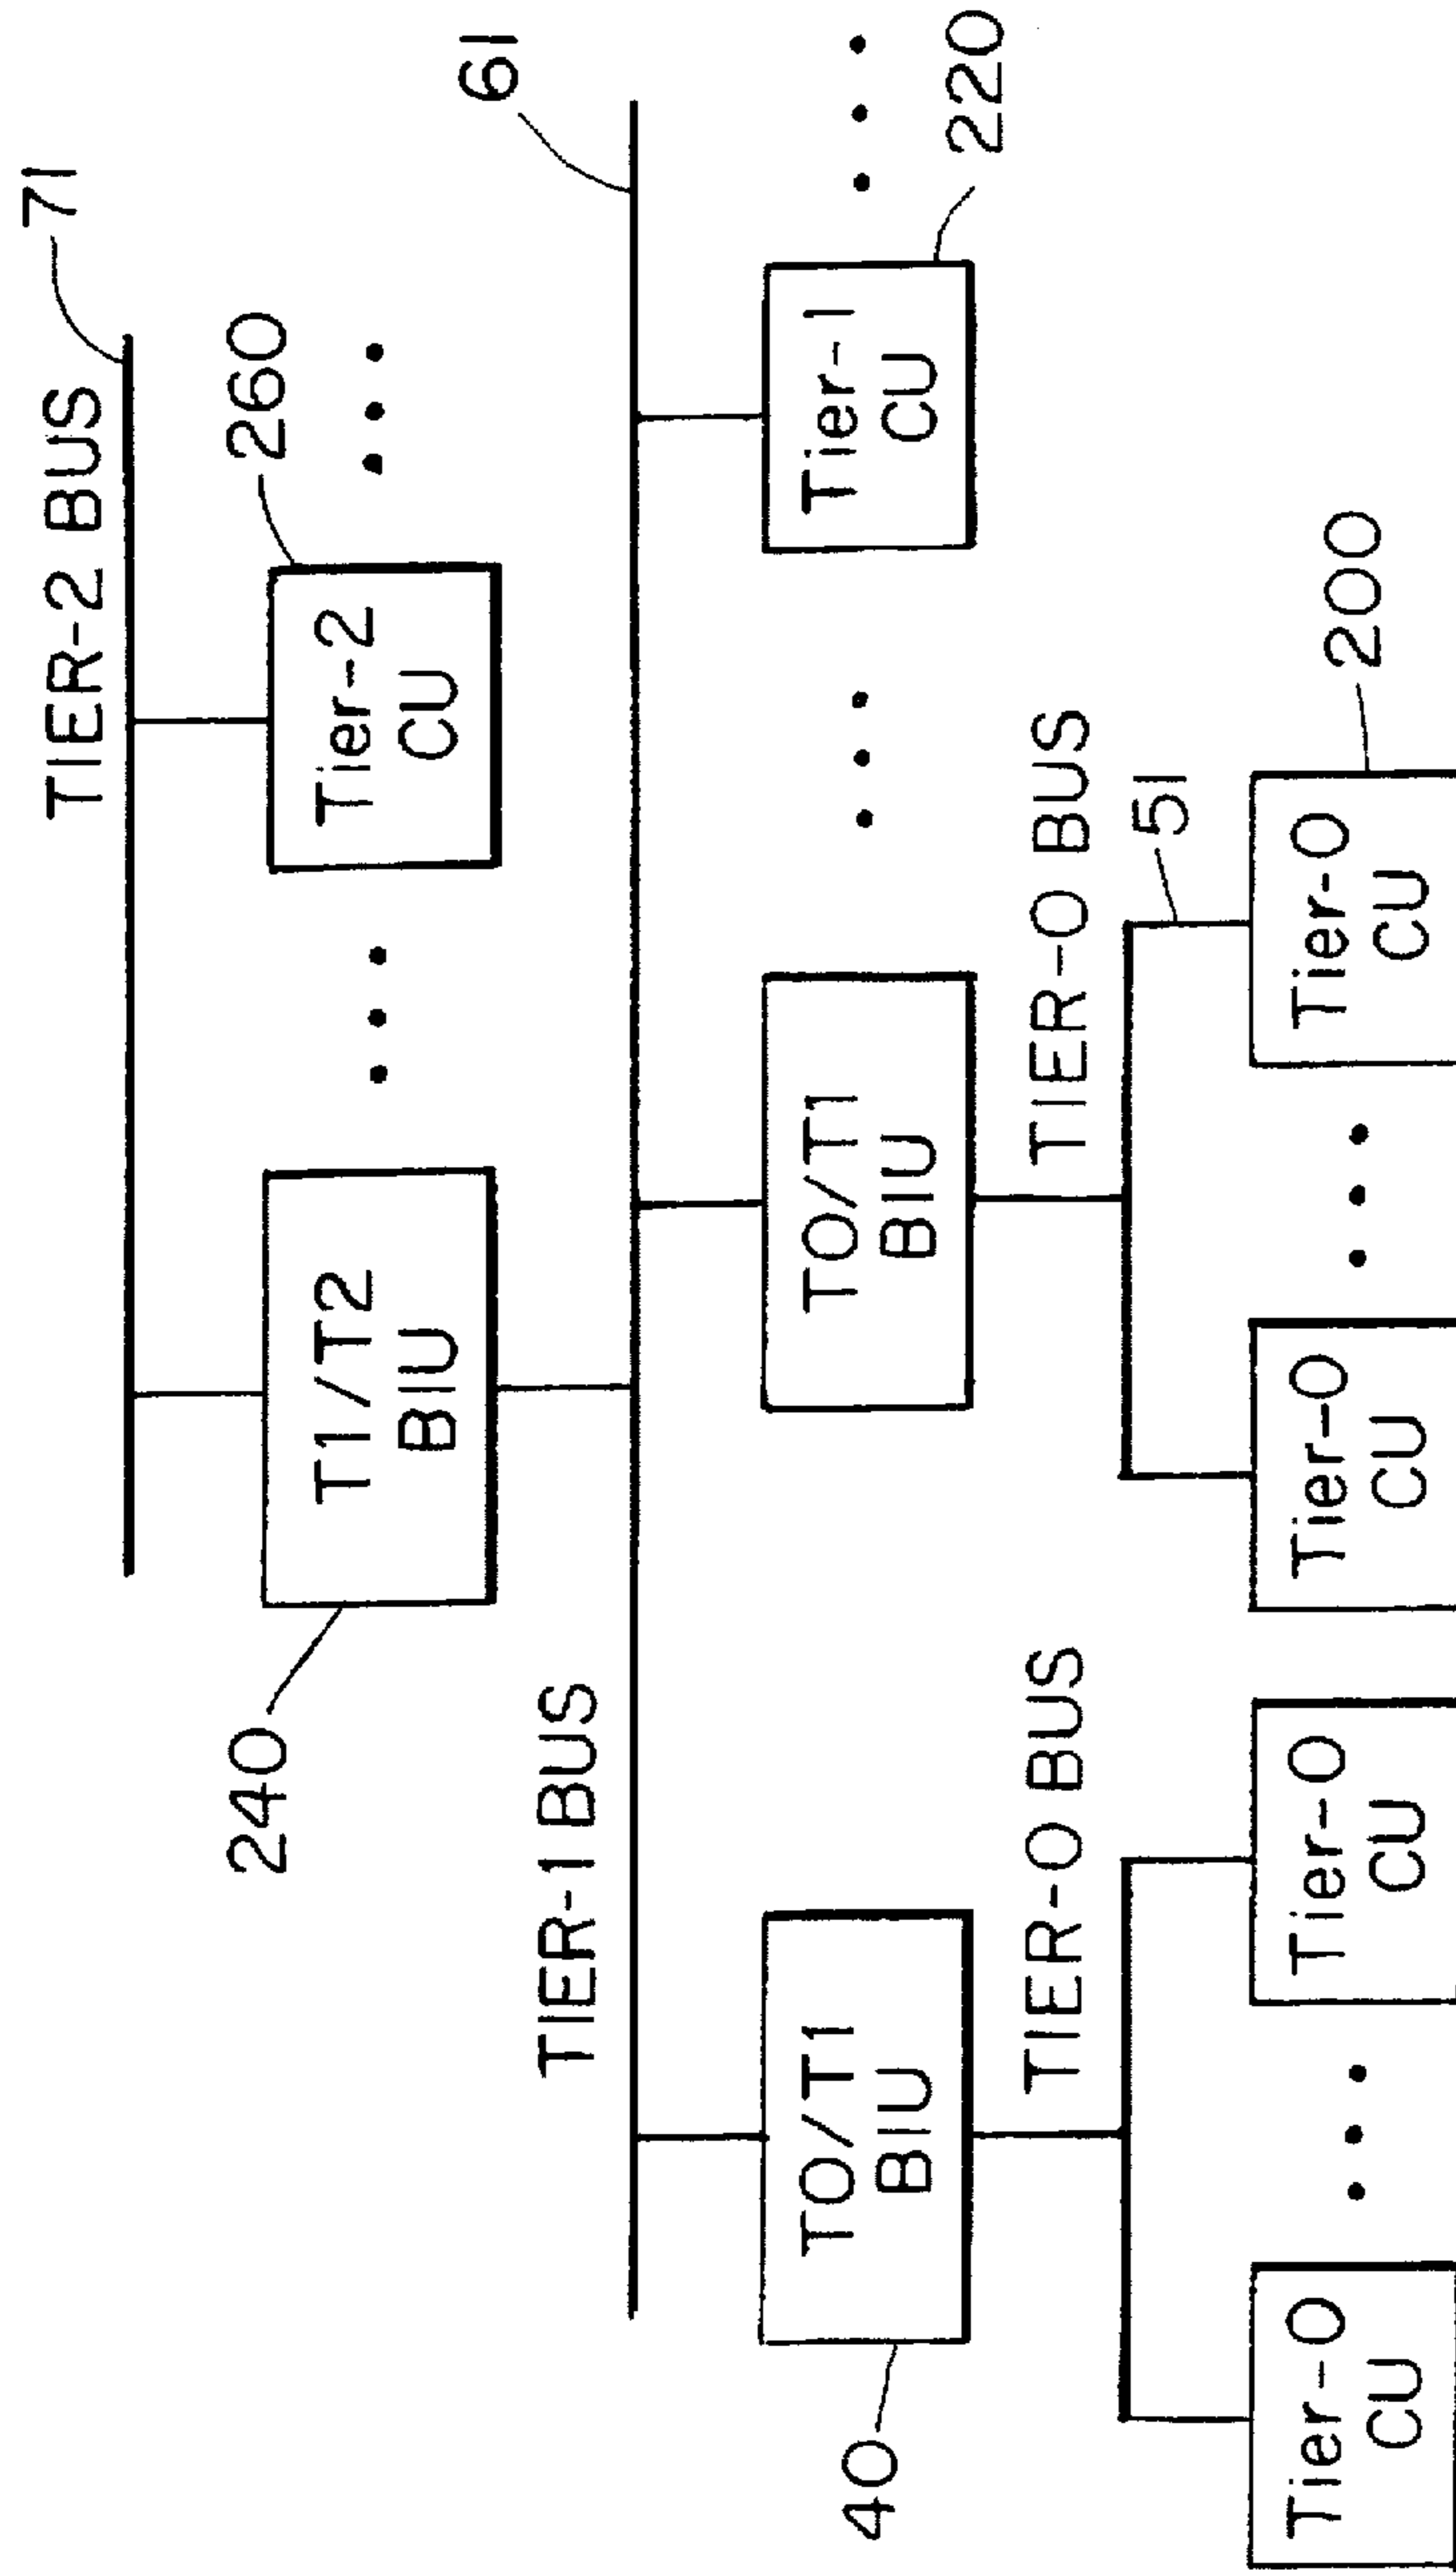 71
TIER-2 BUS
240
T1/T2
BIU
Tier-2
CU
260
61
TIER-1 BUS
40
T0/T1
BIU
T0/T1
BIU
Tier-1
CU
220
TIER-0 BUS
TIER-0 BUS
51
200
Tier-0
CU
Tier-0
CU
Tier-0
CU
Tier-0
CU